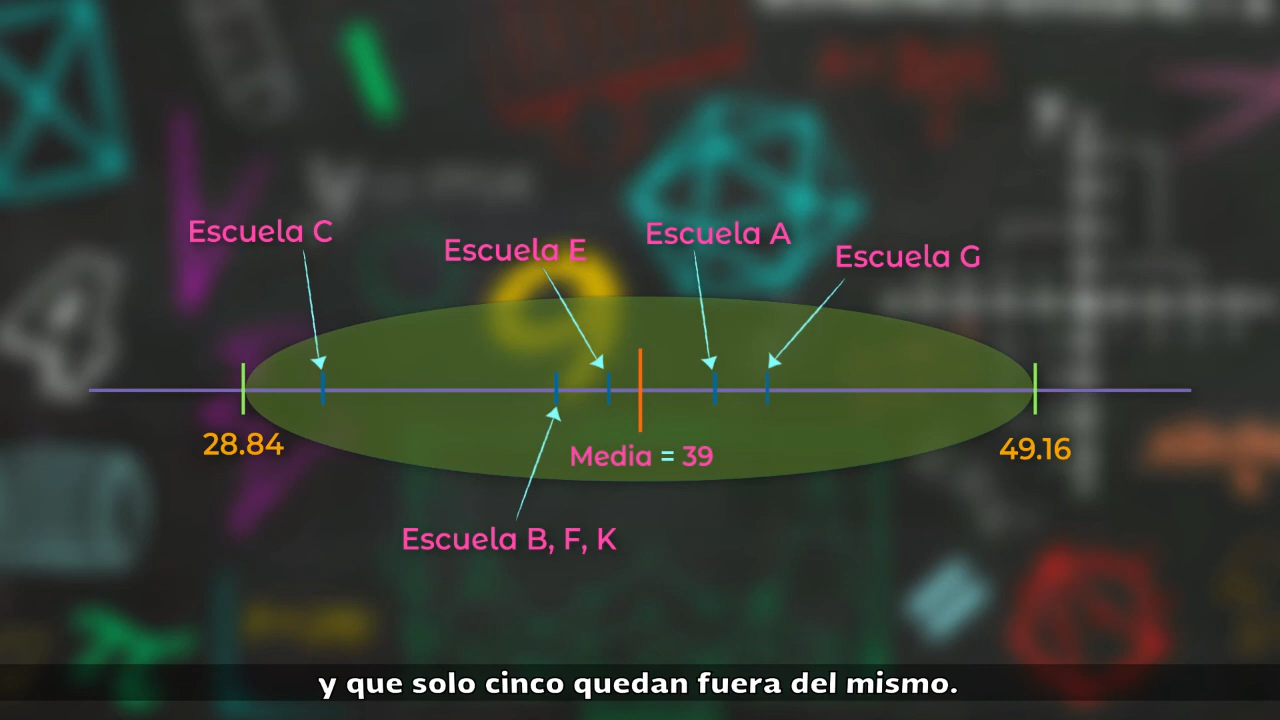 Escuela C
Escuela E
Escuela A
Escuela G
28.84
Media = 39
49.16
Escuela B, F, K
y que solo cinco quedan fuera del mismo.